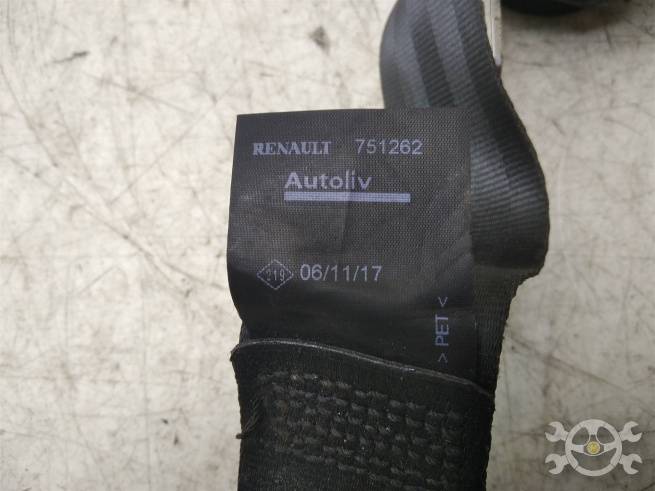 RENAULT 751262
Autoliv
219 06/11/17
> PET <